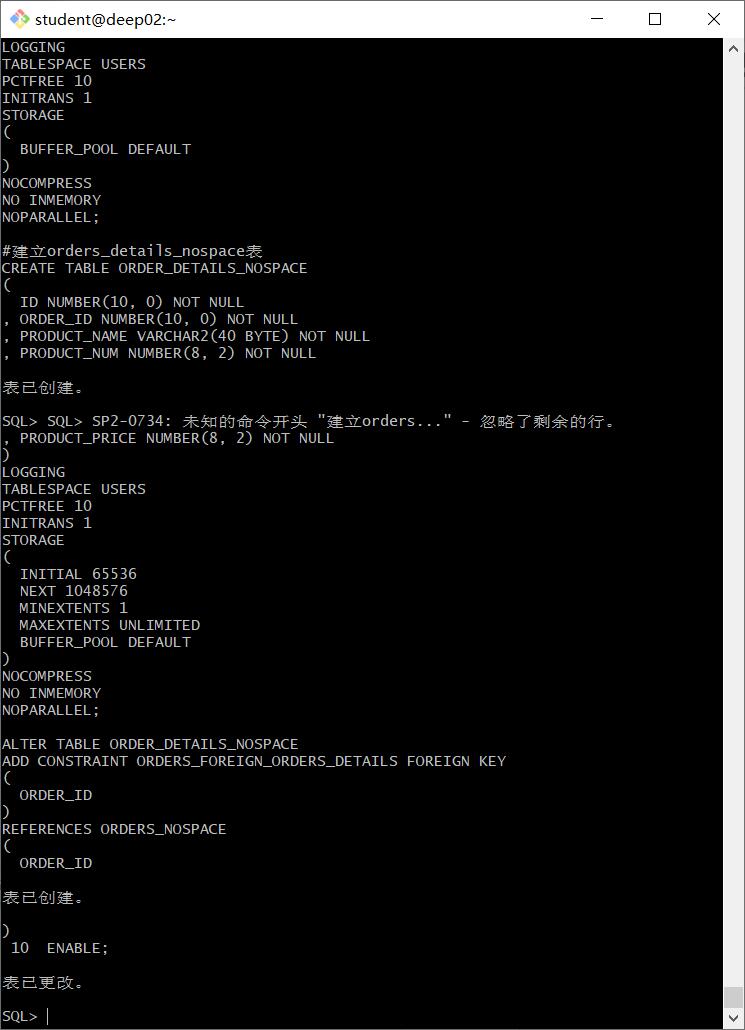 student@deep02:~
LOGGING
TABLESPACE USERS
PCTFREE 10
INITRANS 1
STORAGE
(
  BUFFER_POOL DEFAULT
)
NOCOMPRESS
NO INMEMORY
NOPARALLEL;

#建立orders_details_nospace表
CREATE TABLE ORDER_DETAILS_NOSPACE
(
  ID NUMBER(10, 0) NOT NULL
, ORDER_ID NUMBER(10, 0) NOT NULL
, PRODUCT_NAME VARCHAR2(40 BYTE) NOT NULL
, PRODUCT_NUM NUMBER(8, 2) NOT NULL

表已创建。

SQL> SQL> SP2-0734: 未知的命令开头 "建立orders..." - 忽略了剩余的行。
, PRODUCT_PRICE NUMBER(8, 2) NOT NULL
)
LOGGING
TABLESPACE USERS
PCTFREE 10
INITRANS 1
STORAGE
(
  INITIAL 65536
  NEXT 1048576
  MINEXTENTS 1
  MAXEXTENTS UNLIMITED
  BUFFER_POOL DEFAULT
)
NOCOMPRESS
NO INMEMORY
NOPARALLEL;

ALTER TABLE ORDER_DETAILS_NOSPACE
ADD CONSTRAINT ORDERS_FOREIGN_ORDERS_DETAILS FOREIGN KEY
(
  ORDER_ID
)
REFERENCES ORDERS_NOSPACE
(
  ORDER_ID

表已创建。

)
 10  ENABLE;

表已更改。

SQL>